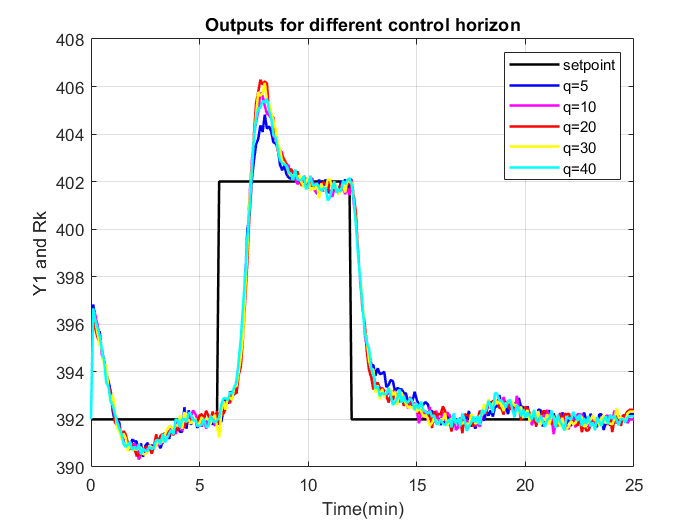 Outputs for different control horizon
408
406
404
402
400
398
396
394
392
390
Y1 and Rk
setpoint
q=5
q=10
q=20
q=30
q=40
0 5 10 15 20 25
Time(min)